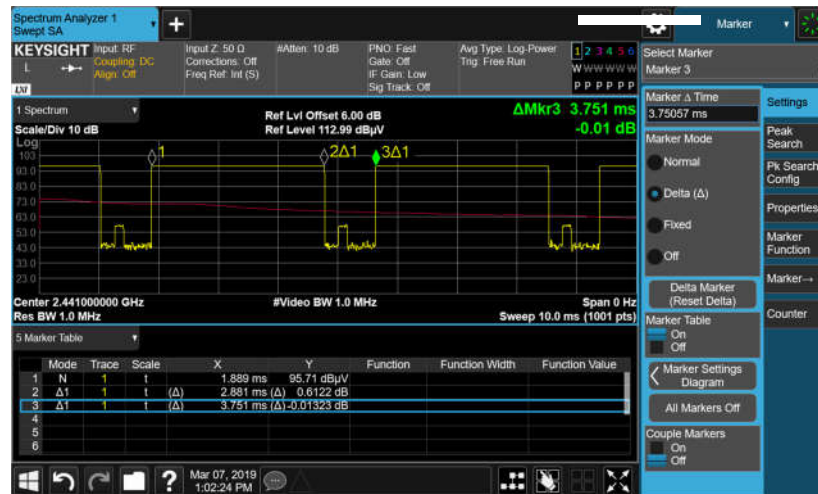 Spectrum Analyzer 1
Swept SA
+
Marker
KEYSIGHT
L
LXI
Input: RF
Coupling: DC
Align: Off
Input Z: 50 Ω
Corrections: Off
Freq Ref: Int (S)
#Atten: 10 dB
PNO: Fast
Gate: Off
IF Gain: Low
Sig Track: Off
Avg Type: Log-Power
Trig: Free Run
1 2 3 4 5 6
W W W W W W
P P P P P P
Select Marker
Marker 3
1 Spectrum
Scale/Div 10 dB
Ref Lvl Offset 6.00 dB
Ref Level 112.99 dBµV
ΔMkr3 3.751 ms
-0.01 dB
Log
103
93.0
83.0
73.0
63.0
53.0
43.0
33.0
23.0
1
2Δ1
3Δ1
Center 2.441000000 GHz
Res BW 1.0 MHz
#Video BW 1.0 MHz
Span 0 Hz
Sweep 10.0 ms (1001 pts)
5 Marker Table
Mode Trace Scale X Y Function Function Width Function Value
1 N 1 t 1.889 ms 95.71 dBµV
2 Δ1 1 t (Δ) 2.881 ms (Δ) 0.6122 dB
3 Δ1 1 t (Δ) 3.751 ms (Δ) -0.01323 dB
4
5
6
Marker Δ Time
3.75057 ms
Marker Mode
Normal
Delta (Δ)
Fixed
Off
Delta Marker
(Reset Delta)
Marker Table
On
Off
Marker Settings
Diagram
All Markers Off
Couple Markers
On
Off
Settings
Peak
Search
Pk Search
Config
Properties
Marker
Function
Marker→
Counter
?
Mar 07, 2019
1:02:24 PM